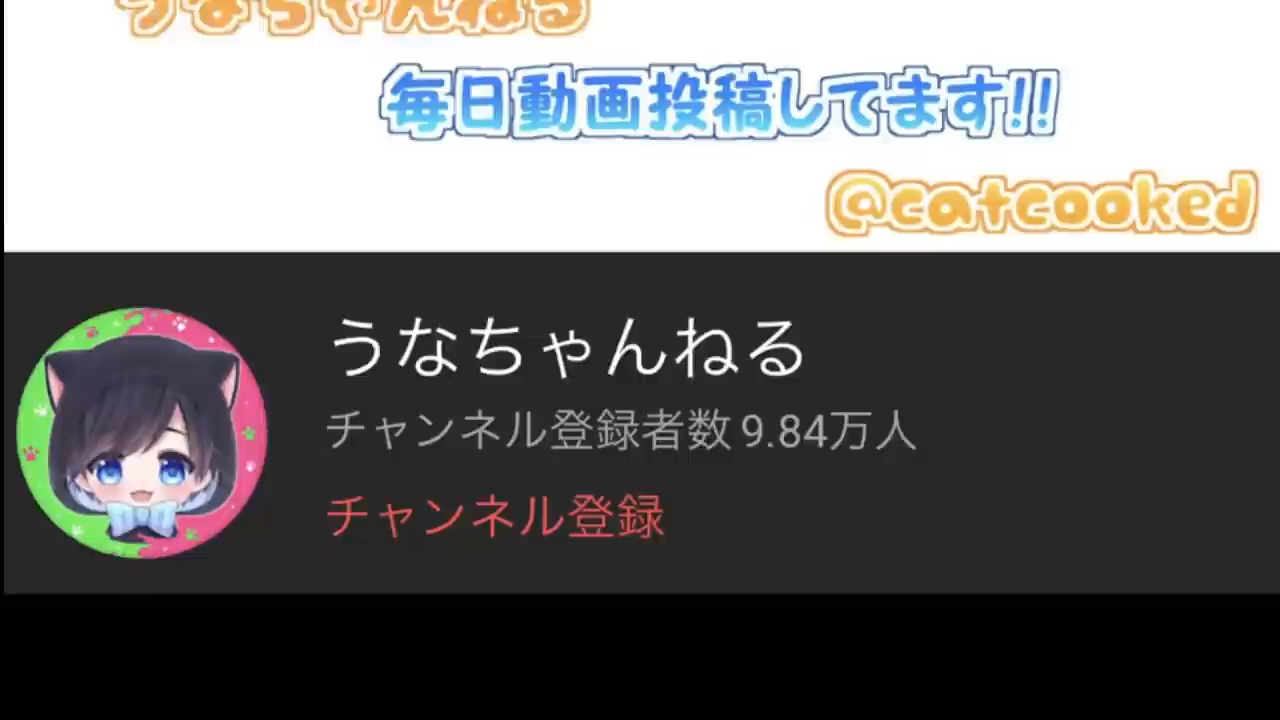 うなちゃんねる
毎日動画投稿してます!!
@catcooked
うなちゃんねる
チャンネル登録者数 9.84万人
チャンネル登録